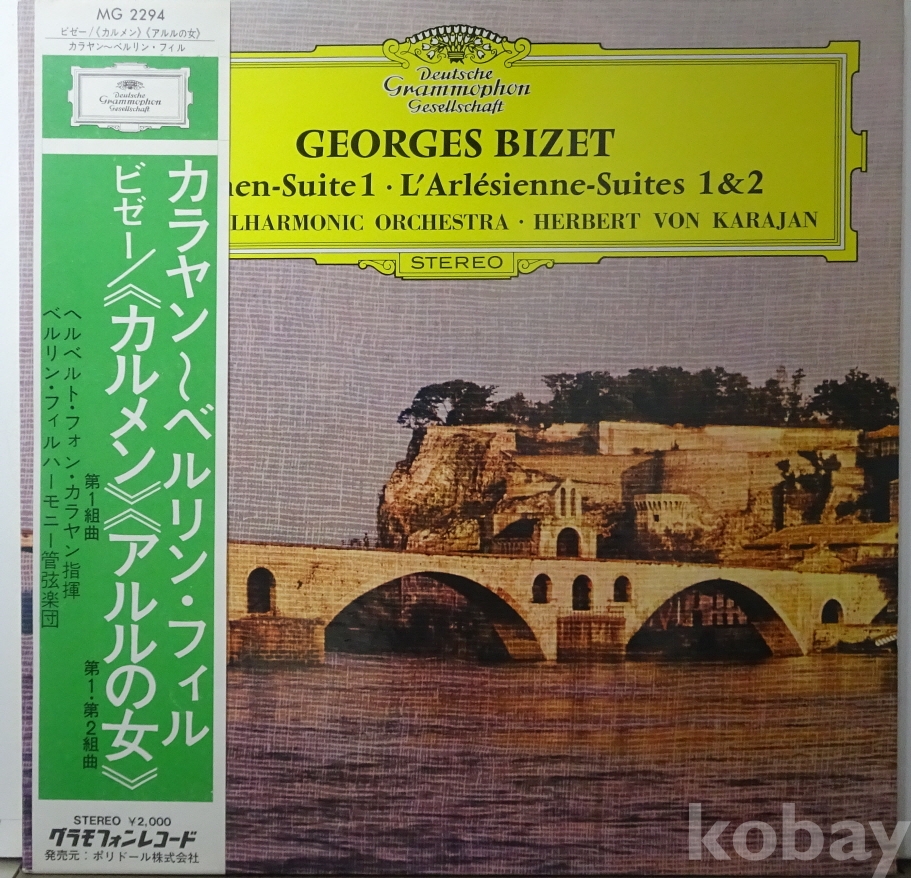 MG 2294
ビゼー/《カルメン》《アルルの女》
カラヤン〜ベルリン・フィル
Deutsche
Grammophon
Gesellschaft
カラヤン〜ベルリン・フィル
ビゼー/《カルメン》《アルルの女》
第1組曲
第1・第2組曲
ヘルベルト・フォン・カラヤン指揮
ベルリン・フィルハーモニー管弦楽団
STEREO ¥2,000
グラモフォンレコード
発売元:ポリドール株式会社
Deutsche
Grammophon
Gesellschaft
GEORGES BIZET
men-Suite 1 · L'Arlésienne-Suites 1&2
LHARMONIC ORCHESTRA · HERBERT VON KARAJAN
STEREO
kobay